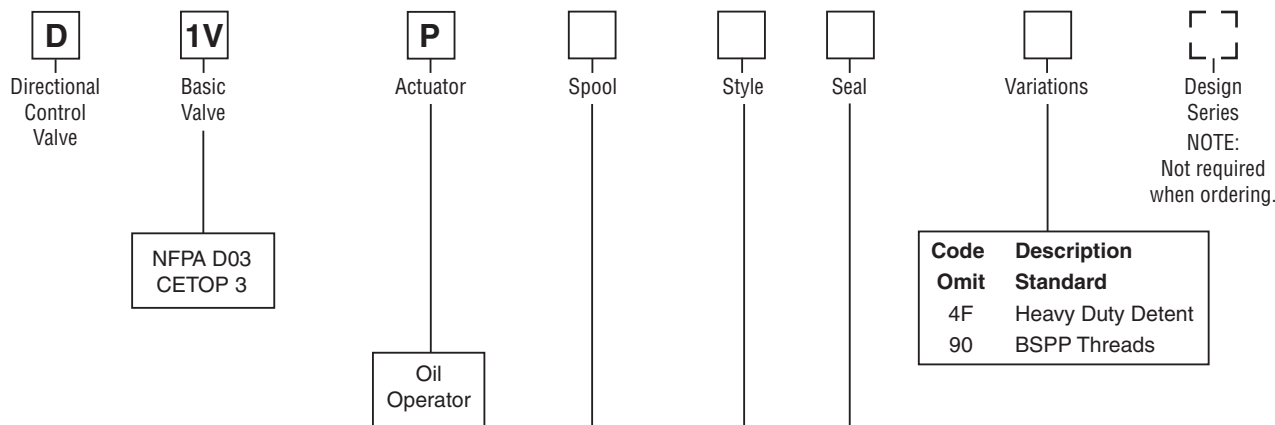 D
1V
P
Directional
Control
Valve
Basic
Valve
Actuator
Spool
Style
Seal
Variations
Design
Series
NOTE:
Not required
when ordering.
NFPA D03
CETOP 3
Code Description
Omit Standard
4F Heavy Duty Detent
90 BSPP Threads
Oil
Operator